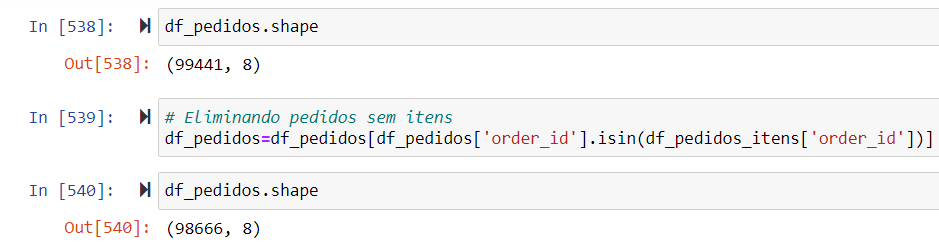 In [538]: df_pedidos.shape
Out[538]: (99441, 8)
In [539]: # Eliminando pedidos sem itens
df_pedidos=df_pedidos[df_pedidos['order_id'].isin(df_pedidos_itens['order_id'])]
In [540]: df_pedidos.shape
Out[540]: (98666, 8)